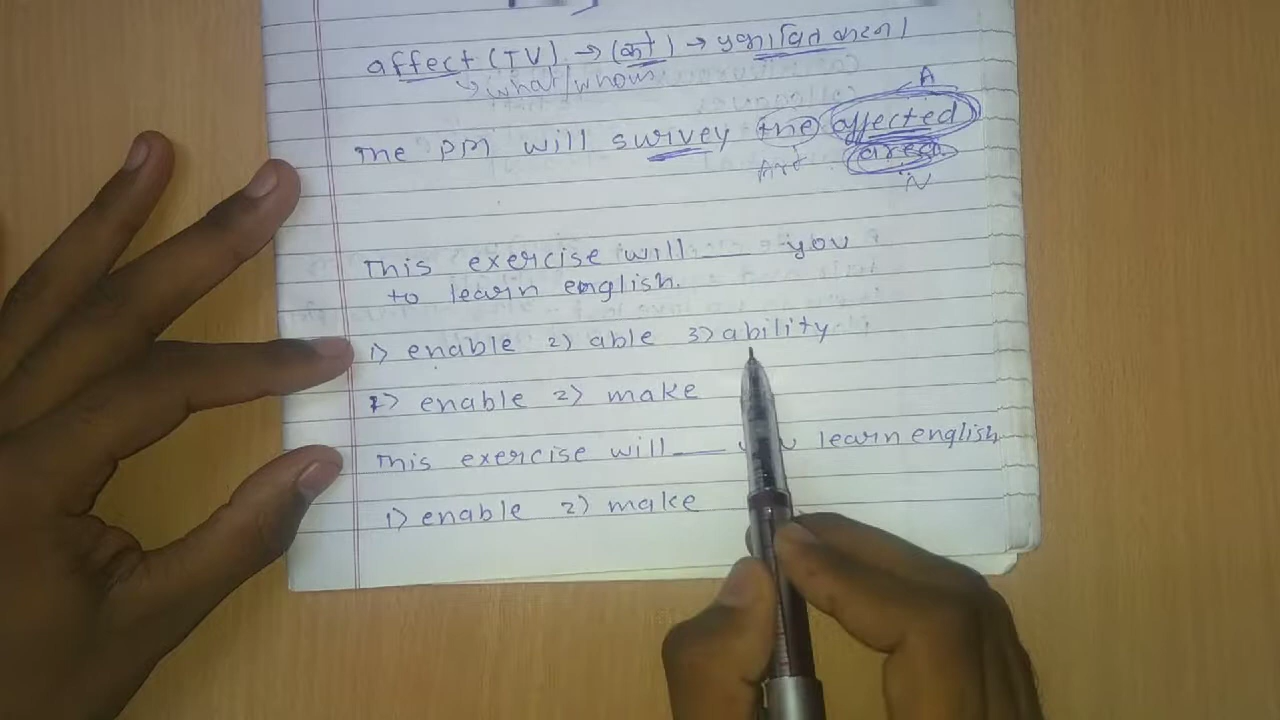 affect (TV) → (को) → प्रभावित करना।
↳ what/whom
A
The PM will survey the affected
Art area
N
This exercise will ___ you
to learn english.
1) enable 2) able 3) ability
1) enable 2) make
This exercise will ___ you learn english
1) enable 2) make